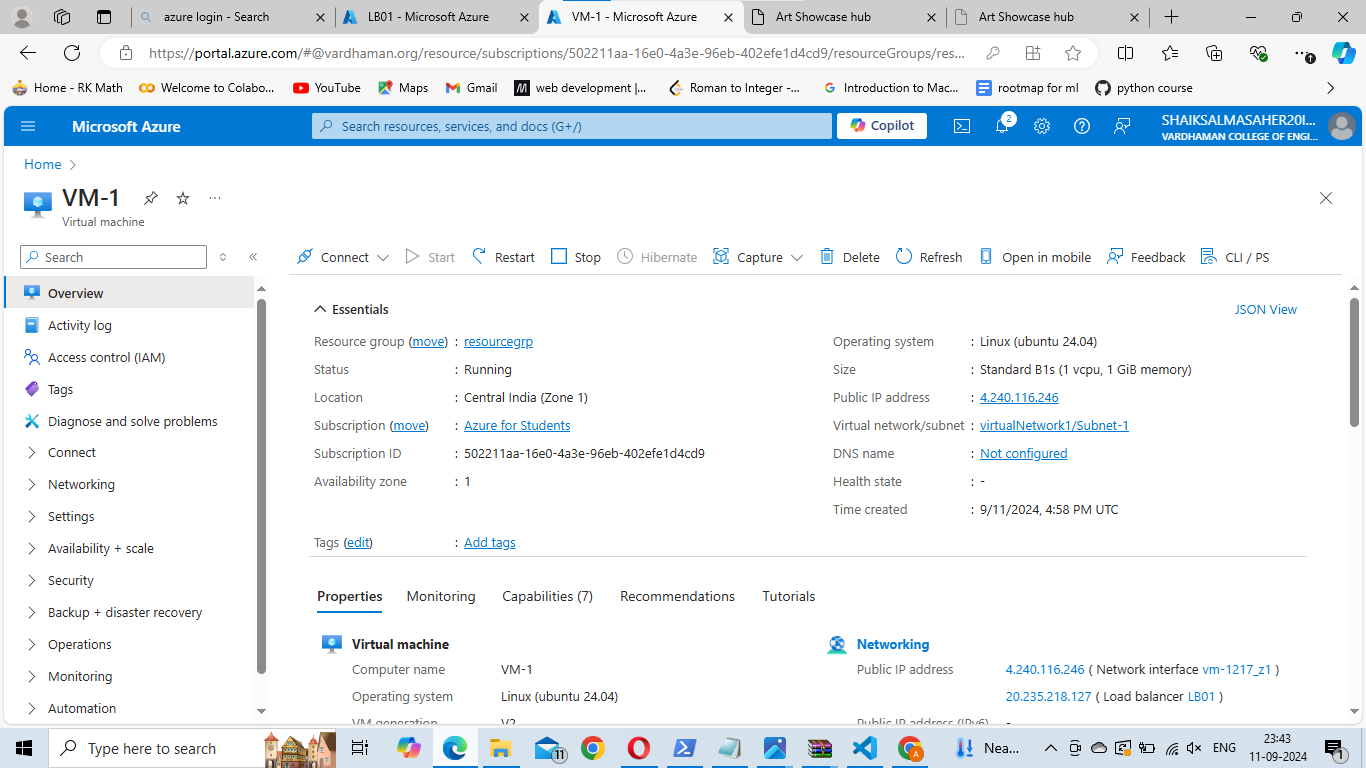 azure login - Search
LB01 - Microsoft Azure
VM-1 - Microsoft Azure
Art Showcase hub
Art Showcase hub
https://portal.azure.com/#@vardhaman.org/resource/subscriptions/502211aa-16e0-4a3e-96eb-402efe1d4cd9/resourceGroups/res...
Home - RK Math
Welcome to Colabo...
YouTube
Maps
Gmail
web development |...
Roman to Integer -...
Introduction to Mac...
rootmap for ml
python course
Microsoft Azure
Search resources, services, and docs (G+/)
Copilot
2
SHAIKSALMASAHER20I...
VARDHAMAN COLLEGE OF ENGI...
Home
VM-1
Virtual machine
Search
Connect
Start
Restart
Stop
Hibernate
Capture
Delete
Refresh
Open in mobile
Feedback
CLI / PS
Overview
Activity log
Access control (IAM)
Tags
Diagnose and solve problems
Connect
Networking
Settings
Availability + scale
Security
Backup + disaster recovery
Operations
Monitoring
Automation
Essentials
JSON View
Resource group (move) : resourcegrp
Status : Running
Location : Central India (Zone 1)
Subscription (move) : Azure for Students
Subscription ID : 502211aa-16e0-4a3e-96eb-402efe1d4cd9
Availability zone : 1
Operating system : Linux (ubuntu 24.04)
Size : Standard B1s (1 vcpu, 1 GiB memory)
Public IP address : 4.240.116.246
Virtual network/subnet : virtualNetwork1/Subnet-1
DNS name : Not configured
Health state : -
Time created : 9/11/2024, 4:58 PM UTC
Tags (edit) : Add tags
Properties
Monitoring
Capabilities (7)
Recommendations
Tutorials
Virtual machine
Computer name VM-1
Operating system Linux (ubuntu 24.04)
VM generation V2
Networking
Public IP address 4.240.116.246 ( Network interface vm-1217_z1 )
20.235.218.127 ( Load balancer LB01 )
Public IP address (IPv6) -
Type here to search
11
Nea...
ENG
23:43
11-09-2024
1